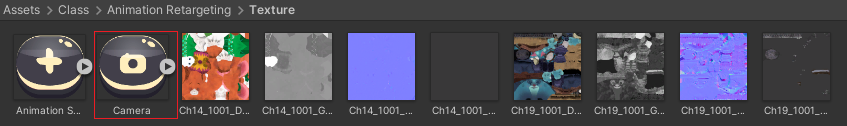 Assets > Class > Animation Retargeting > Texture
Animation S...
Camera
Ch14_1001_D...
Ch14_1001_G...
Ch14_1001_...
Ch14_1001_...
Ch19_1001_D...
Ch19_1001_G...
Ch19_1001_...
Ch19_1001_...